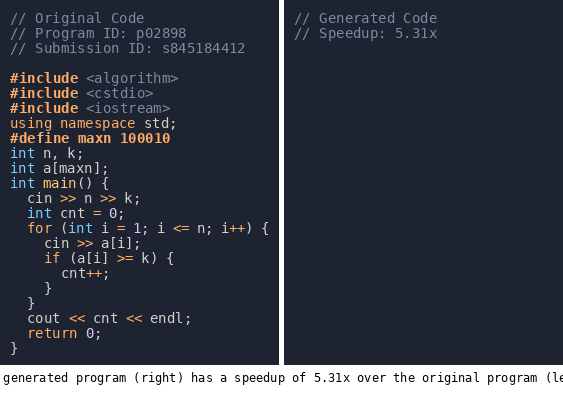 // Original Code
// Program ID: p02898
// Submission ID: s845184412
#include <algorithm>
#include <cstdio>
#include <iostream>
using namespace std;
#define maxn 100010
int n, k;
int a[maxn];
int main() {
  cin >> n >> k;
  int cnt = 0;
  for (int i = 1; i <= n; i++) {
    cin >> a[i];
    if (a[i] >= k) {
      cnt++;
    }
  }
  cout << cnt << endl;
  return 0;
}
// Generated Code
// Speedup: 5.31x
generated program (right) has a speedup of 5.31x over the original program (le